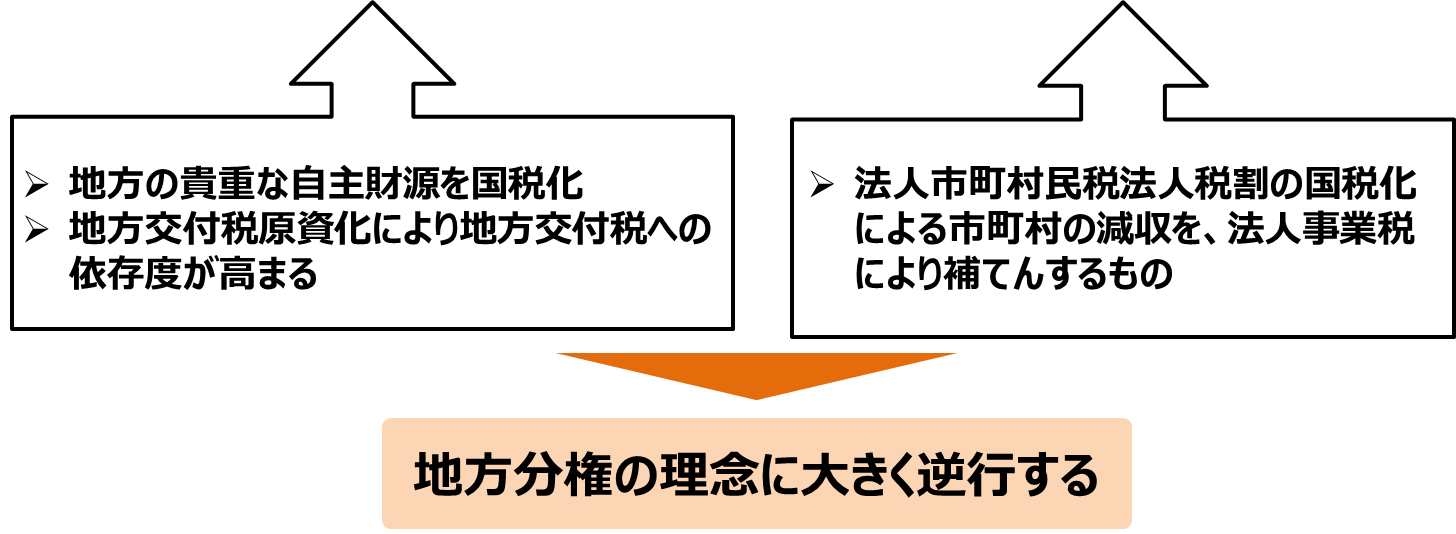 ➢ 地方の貴重な自主財源を国税化
➢ 地方交付税原資化により地方交付税への
依存度が高まる
➢ 法人市町村民税法人税割の国税化
による市町村の減収を、法人事業税
により補てんするもの
地方分権の理念に大きく逆行する